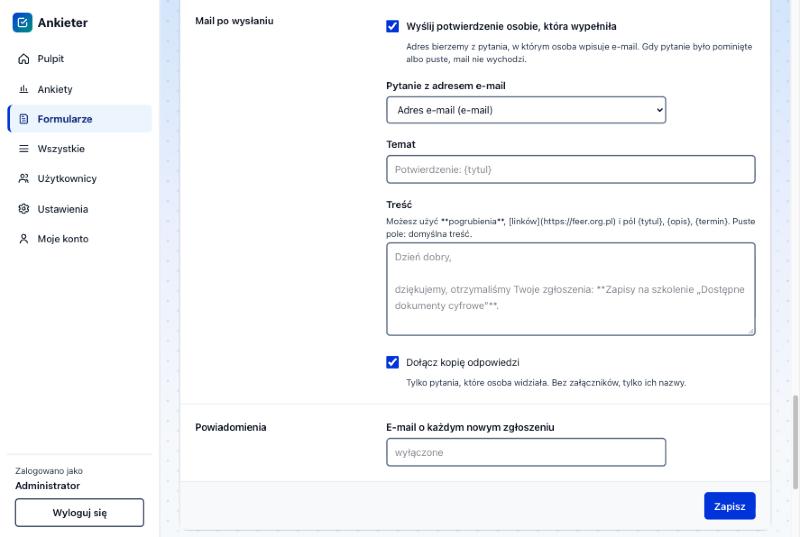 Ankieter
Pulpit
Ankiety
Formularze
Wszystkie
Użytkownicy
Ustawienia
Moje konto
Zalogowano jako
Administrator
Wyloguj się
Mail po wysłaniu
Wyślij potwierdzenie osobie, która wypełniła
Adres bierzemy z pytania, w którym osoba wpisuje e-mail. Gdy pytanie było pominięte
albo puste, mail nie wychodzi.
Pytanie z adresem e-mail
Adres e-mail (e-mail)
Temat
Potwierdzenie: {tytul}
Treść
Możesz użyć **pogrubienia**, [linków](https://feer.org.pl) i pól {tytul}, {opis}, {termin}. Puste
pole: domyślna treść.
Dzień dobry,
dziękujemy, otrzymaliśmy Twoje zgłoszenia: **Zapisy na szkolenie „Dostępne
dokumenty cyfrowe”**.
Dołącz kopię odpowiedzi
Tylko pytania, które osoba widziała. Bez załączników, tylko ich nazwy.
Powiadomienia
E-mail o każdym nowym zgłoszeniu
wyłączone
Zapisz